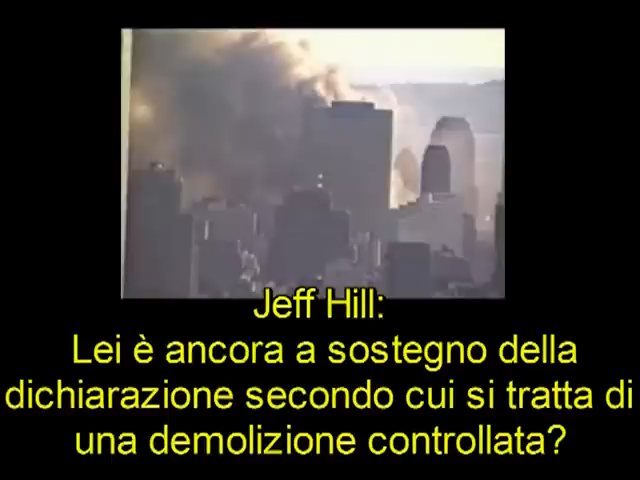 Jeff Hill:
Lei è ancora a sostegno della
dichiarazione secondo cui si tratta di
una demolizione controllata?